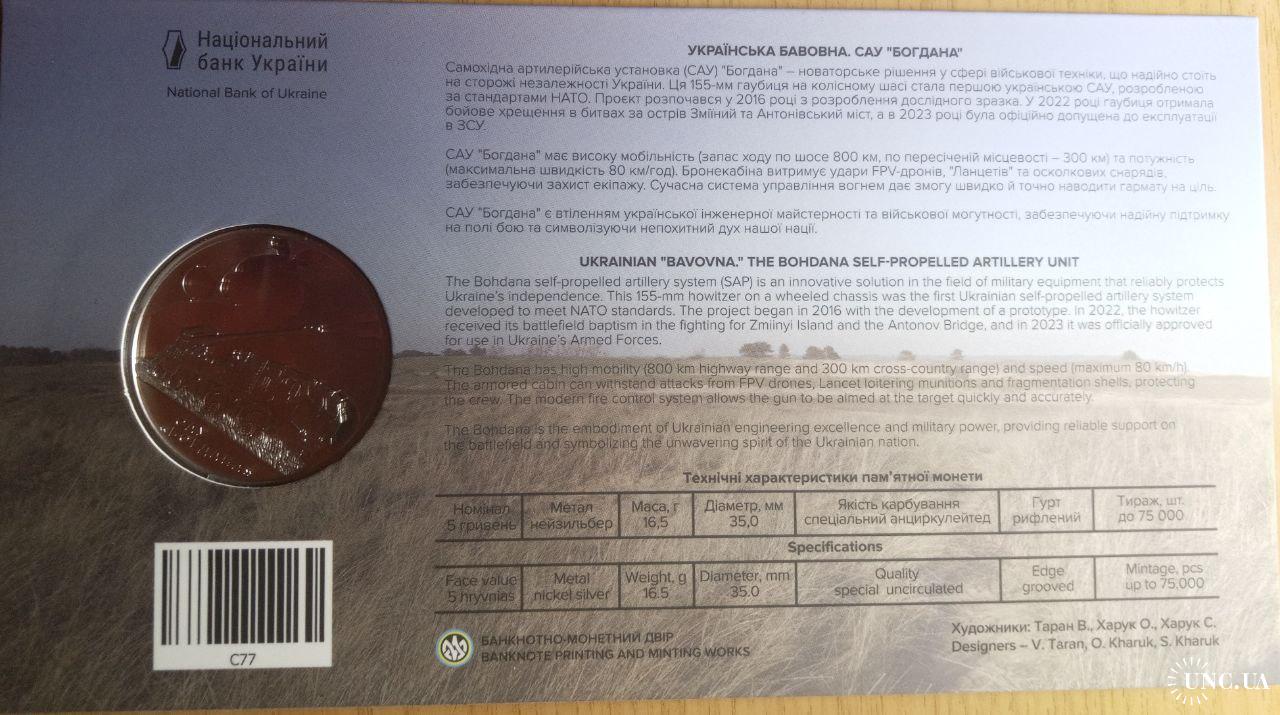 Національний
банк України
National Bank of Ukraine
УКРАЇНСЬКА БАВОВНА. САУ "БОГДАНА"
Самохідна артилерійська установка (САУ) "Богдана" – новаторське рішення у сфері військової техніки, що надійно стоїть
на сторожі незалежності України. Ця 155-мм гаубиця на колісному шасі стала першою українською САУ, розробленою
за стандартами НАТО. Проєкт розпочався у 2016 році з розроблення дослідного зразка. У 2022 році гаубиця отримала
бойове хрещення в битвах за острів Зміїний та Антонівський міст, а в 2023 році була офіційно допущена до експлуатації
в ЗСУ.
САУ "Богдана" має високу мобільність (запас ходу по шосе 800 км, по пересіченій місцевості – 300 км) та потужність
(максимальна швидкість 80 км/год). Бронекабіна витримує удари FPV-дронів, "Ланцетів" та осколкових снарядів,
забезпечуючи захист екіпажу. Сучасна система управління вогнем дає змогу швидко й точно наводити гармату на ціль.
САУ "Богдана" є втіленням української інженерної майстерності та військової могутності, забезпечуючи надійну підтримку
на полі бою та символізуючи непохитний дух нашої нації.
UKRAINIAN "BAVOVNA." THE BOHDANA SELF-PROPELLED ARTILLERY UNIT
The Bohdana self-propelled artillery system (SAP) is an innovative solution in the field of military equipment that reliably protects
Ukraine's independence. This 155-mm howitzer on a wheeled chassis was the first Ukrainian self-propelled artillery system
developed to meet NATO standards. The project began in 2016 with the development of a prototype. In 2022, the howitzer
received its battlefield baptism in the fighting for Zmiinyi Island and the Antonov Bridge, and in 2023 it was officially approved
for use in Ukraine's Armed Forces.
The Bohdana has high mobility (800 km highway range and 300 km cross-country range) and speed (maximum 80 km/h).
The armored cabin can withstand attacks from FPV drones, Lancet loitering munitions and fragmentation shells, protecting
the crew. The modern fire control system allows the gun to be aimed at the target quickly and accurately.
The Bohdana is the embodiment of Ukrainian engineering excellence and military power, providing reliable support on
the battlefield and symbolizing the unwavering spirit of the Ukrainian nation.
Технічні характеристики пам'ятної монети
Номінал Метал Маса, г Діаметр, мм Якість карбування Гурт Тираж, шт.
5 гривень нейзильбер 16,5 35,0 спеціальний анциркулейтед рифлений до 75 000
Specifications
Face value Metal Weight, g Diameter, mm Quality Edge Mintage, pcs
5 hryvnias nickel silver 16.5 35.0 special uncirculated grooved up to 75.000
C77
БАНКНОТНО-МОНЕТНИЙ ДВІР
BANKNOTE PRINTING AND MINTING WORKS
Художники: Таран В., Харук О., Харук С.
Designers – V. Taran, O. Kharuk, S. Kharuk
UNC.UA